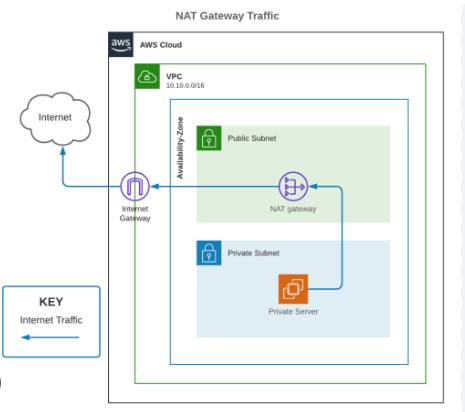 NAT Gateway Traffic
aws
AWS Cloud
VPC
10.10.0.0/16
Availability-Zone
Public Subnet
Internet
NAT gateway
Internet
Gateway
Private Subnet
Private Server
KEY
Internet Traffic